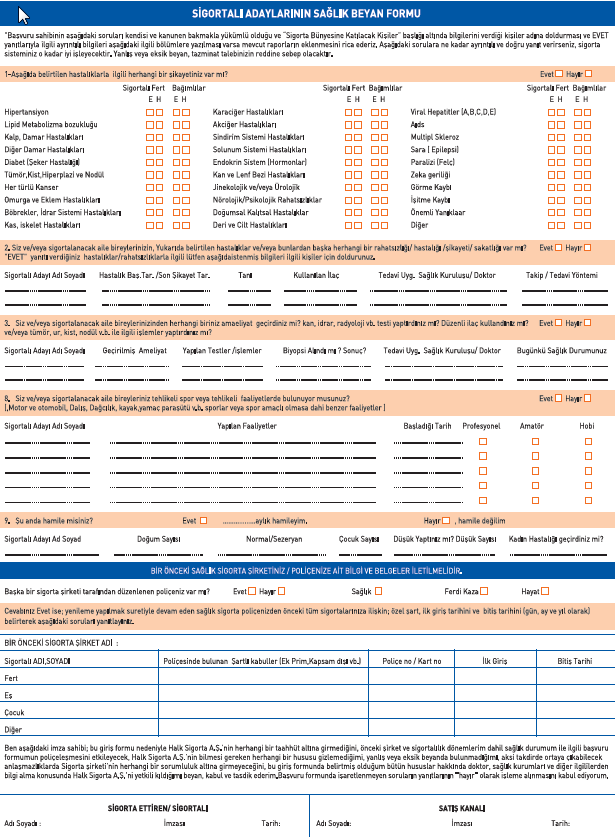 SİGORTALI ADAYLARININ SAĞLIK BEYAN FORMU
"Başvuru sahibinin aşağıdaki soruları kendisi ve kanunen bakmakla yükümlü olduğu ve "Sigorta Bünyesine Katılacak Kişiler" başlığı altında bilgilerini verdiği kişiler adına doldurması ve EVET
yanıtlarıyla ilgili ayrıntılı bilgileri aşağıdaki ilgili bölümlere yazılması varsa mevcut raporların eklenmesini rica ederiz, Aşağıdaki sorulara ne kadar ayrıntılı ve doğru yanıt verirseniz, sigorta
sisteminiz o kadar iyi işleyecektir. Yanlış veya eksik beyan, tazminat talebinizin reddine sebep olacaktır.
1-Aşağıda belirtilen hastalıklarla ilgili herhangi bir şikayetiniz var mı? Evet Hayır
Sigortalı Fert Bağımlılar Sigortalı Fert Bağımlılar Sigortalı Fert Bağımlılar
E H E H E H E H E H E H
Hipertansiyon Karaciğer Hastalıkları Viral Hepatitler (A,B,C,D,E)
Lipid Metabolizma bozukluğu Akciğer Hastalıkları Aıds
Kalp, Damar Hastalıkları Sindirim Sistemi Hastalıkları Multipl Skleroz
Diğer Damar Hastalıkları Solunum Sistemi Hastalıkları Sara ( Epilepsi)
Diabet (Şeker Hastalığı) Endokrin Sistem (Hormonlar) Paralizi (Felç)
Tümör,Kist,Hiperplazi ve Nodül Kan ve Lenf Bezi Hastalıkları Zeka geriliği
Her türlü Kanser Jinekolojik ve/veya Ürolojik Görme Kaybı
Omurga ve Eklem Hastalıkları Nörolojik/Psikolojik Rahatsızlıklar İşitme Kaybı
Böbrekler, İdrar Sistemi Hastalıkları Doğumsal Kalıtsal Hastalıklar Önemli Yanıklaar
Kas, iskelet Hastalıkları Deri ve Cilt Hastalıkları Diğer
2. Siz ve/veya sigortalanacak aile bireylerinizin, Yukarıda belirtilen hastalıklar ve/veya bunlardan başka herhangi bir rahatsızlığı/ hastalığı /şikayeti/ sakatlığı var mı? Evet Hayır
"EVET" yanıtı verdiğiniz hastalıklar/rahatsızlıklarla ilgili lütfen aşağıdaistenmiş bilgileri ilgili kişiler için doldurunuz.
Sigortalı Adayı Adı Soyadı Hastalık Baş.Tar. /Son Şikayet Tar. Tanı Kullanılan İlaç Tedavi Uyg. Sağlık Kuruluşu/ Doktor Takip / Tedavi Yöntemi
3. Siz ve/veya sigortalanacak aile bireylerinizinden herhangi biriniz amaeliyat geçirdiniz mi? kan, idrar, radyoloji vb. testi yaptırdınız mı? Düzenli ilaç kullandınız mı? Evet Hayır
ve/veya tümör, ur, kist, nodül v.b. ile ilgili işlemler yaptırdınız mı?
Sigortalı Adayı Adı Soyadı Geçirilmiş Ameliyat Yapılan Testler /İşlemler Biyopsi Alındı mı ? Sonuç? Tedavi Uyg. Sağlık Kuruluşu/ Doktor Bugünkü Sağlık Durumunuz
8. Siz ve/veya sigortalanacak aile bireyleriniz tehlikeli spor veya tehlikeli faaliyetlerde bulunuyor musunuz? Evet Hayır
(,Motor ve otomobil, Dalış, Dağcılık, kayak,yamaç paraşütü v.b. sporlar veya spor amaçlı olmasa dahi benzer faaliyetler )
Sigortalı Adayı Adı Soyadı Yapılan Faaliyetler Başladığı Tarih Profesyonel Amatör Hobi
9. Şu anda hamile misiniz? Evet ..................aylık hamileyim. Hayır , hamile değilim
Sigortalı Adayı Ad Soyad Doğum Sayısı Normal/Sezeryan Çocuk Sayısı Düşük Yaptınız mı? Düşük Sayısı Kadın Hastalığı geçirdiniz mi?
BİR ÖNCEKİ SAĞLIK SİGORTA ŞİRKETİNİZ / POLİÇENİZE AİT BİLGİ VE BELGELER İLETİLMELİDİR.
Başka bir sigorta şirketi tarafından düzenlenen poliçeniz var mı? Evet Hayır Sağlık Ferdi Kaza Hayat
Cevabınız Evet ise; yenileme yapılmak suretiyle devam eden sağlık sigorta poliçenizden önceki tüm sigortalarınıza ilişkin; özel şart, ilk giriş tarihini ve bitiş tarihini (gün, ay ve yıl olarak)
belirterek aşağıdaki soruları yanıtlayınız.
BİR ÖNCEKİ SİGORTA ŞİRKET ADI :
Sigortalı ADI,SOYADI Poliçesinde bulunan Şartlı kabuller (Ek Prim,Kapsam dışı vb.) Poliçe no / Kart no İlk Giriş Bitiş Tarihi
Fert
Eş
Çocuk
Diğer
Ben aşağıdaki imza sahibi; bu giriş formu nedeniyle Halk Sigorta A.Ş.'nin herhangi bir taahhüt altına girmediğini, önceki şirket ve sigortalılık dönemlerim dahil sağlık durumum ile ilgili başvuru
formumun poliçeleşmesini etkileyecek, Halk Sigorta A.Ş.'nin bilmesi gereken herhangi bir hususu gizlemediğimi, yanlış veya eksik beyanda bulunmadığımı, aksi takdirde ortaya çıkabilecek
anlaşmazlıklarda Sigorta şirketi'nin herhangi bir sorumluluk altına girmeyeceğini, bu giriş formunda belirtmiş olduğum bütün hususlar hakkında doktor, sağlık kurumları ve diğer ilgililerden
bilgi alma konusunda Halk Sigorta A.Ş.'ni yetkili kıldığımı beyan, kabul ve tasdik ederim.Başvuru formunda işaretlenmeyen soruların yanıtlarının "hayır" olarak işleme alınmasını kabul ediyorum.
SİGORTA ETTİREN/ SİGORTALI SATIŞ KANALI
Adı Soyadı : İmzası Tarih: Adı Soyadı: İmzası Tarih: